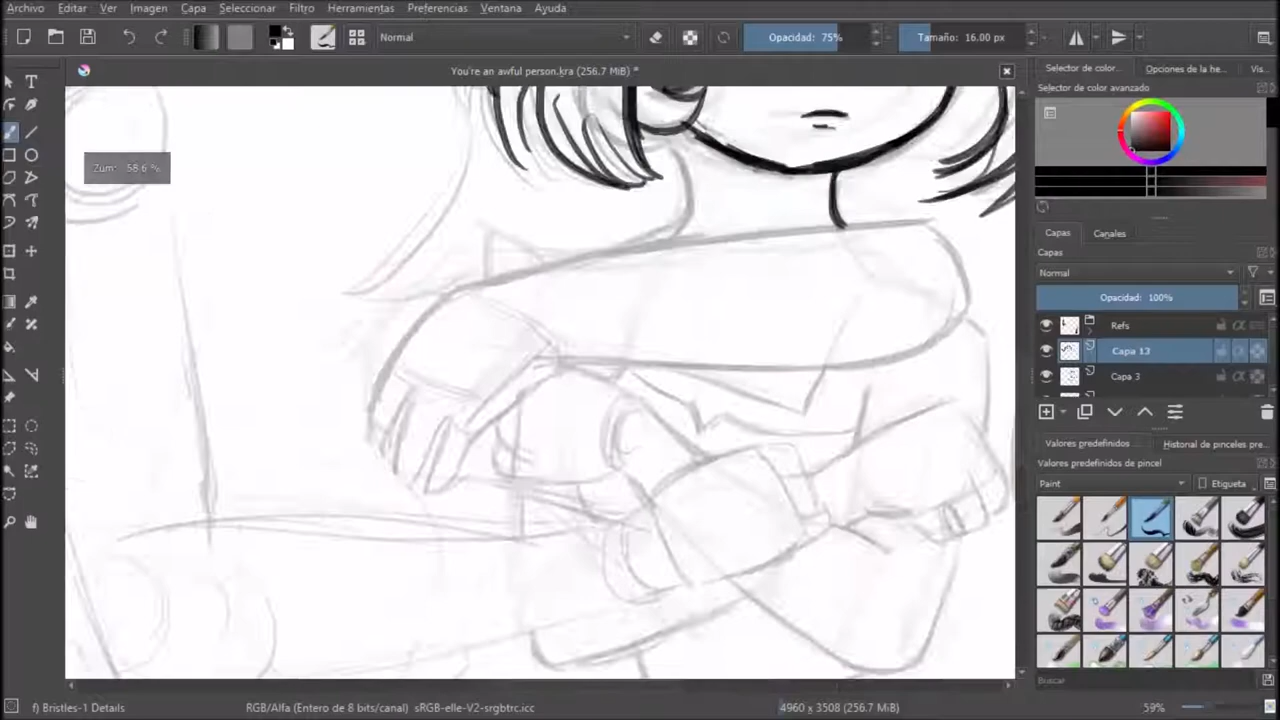 Archivo Editar Ver Imagen Capa Seleccionar Filtro Herramientas Preferencias Ventana Ayuda
Normal
Opacidad: 75%
Tamaño: 16.00 px
You're an awful person.kra (256.7 MiB) *
Selector de color... Opciones de la he... Vis...
Selector de color avanzado
Zum: 58.6 %
Capas Canales
Capas
Normal
Opacidad: 100%
Refs
Capa 13
Capa 3
Valores predefinidos ... Historial de pinceles pre...
Valores predefinidos de pincel
Paint
Etiqueta
Buscar
f) Bristles-1 Details
RGB/Alfa (Entero de 8 bits/canal) sRGB-elle-V2-srgbtrc.icc
4960 x 3508 (256.7 MiB)
59%